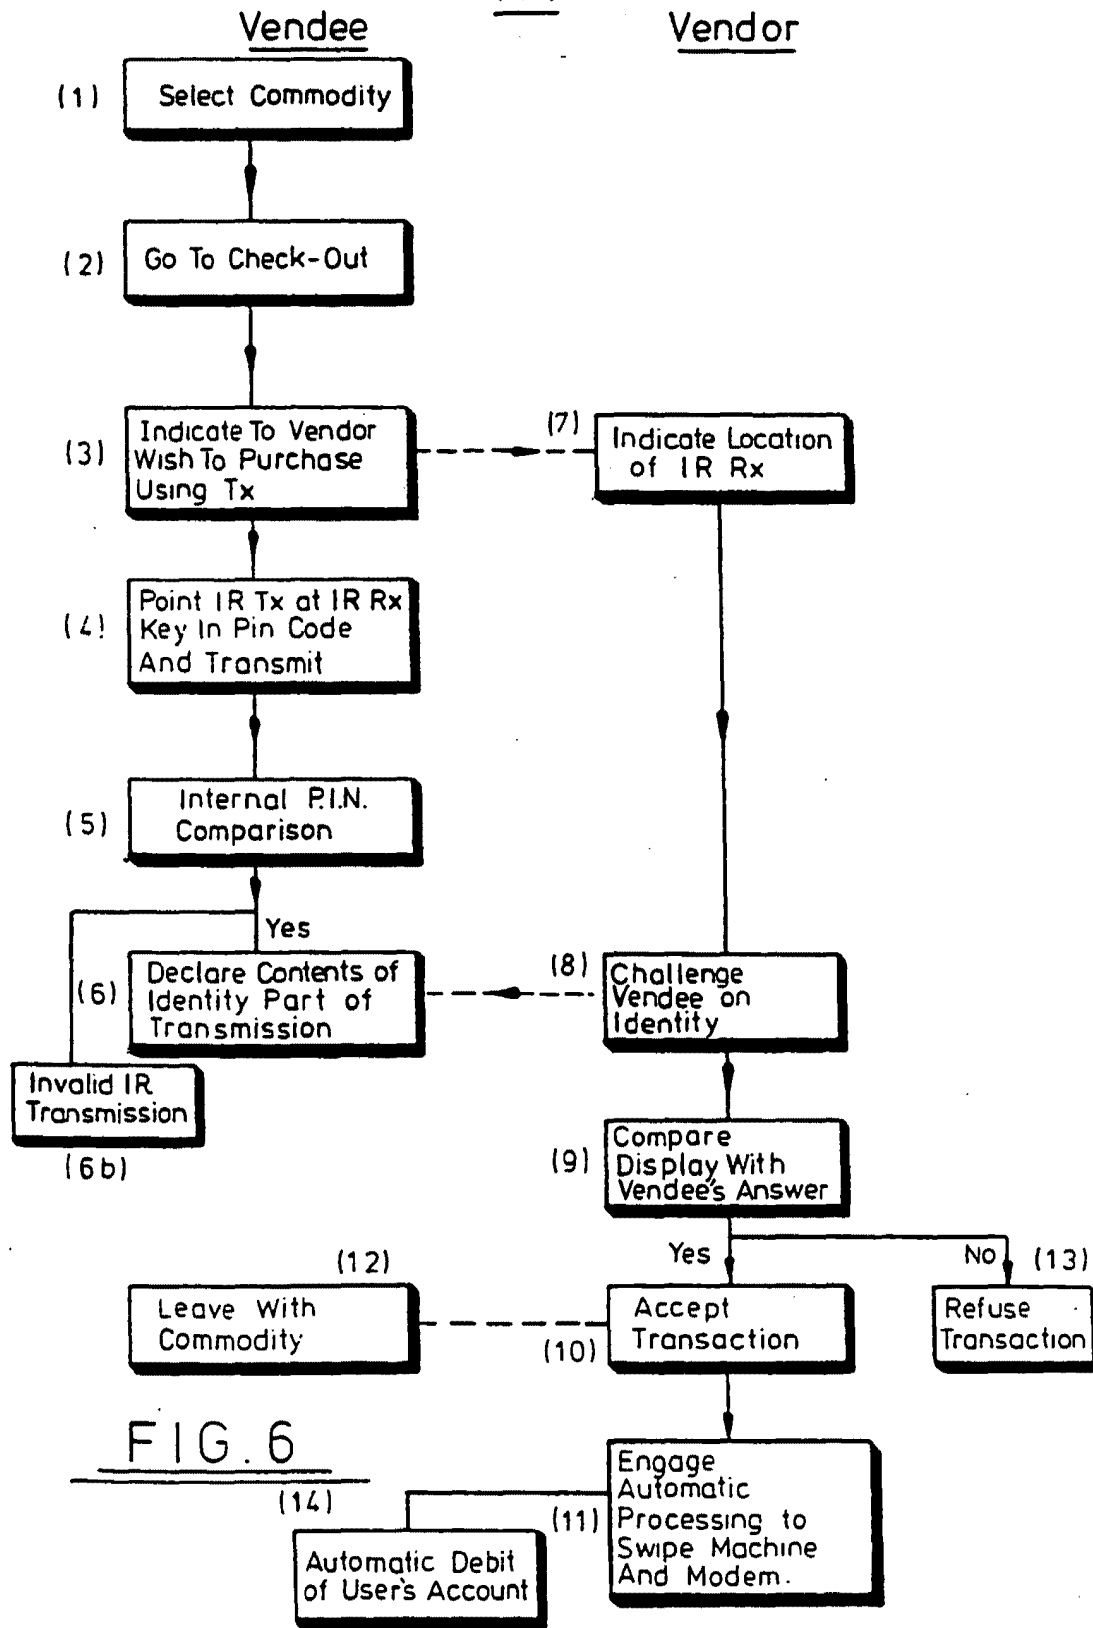 Vendee
Vendor
(1)
Select Commodity
(2)
Go To Check-Out
(3)
Indicate To Vendor
Wish To Purchase
Using Tx
(7)
Indicate Location
of IR Rx
(4)
Point IR Tx at IR Rx
Key In Pin Code
And Transmit
(5)
Internal P.I.N.
Comparison
Yes
(6)
Declare Contents of
Identity Part of
Transmission
(8)
Challenge
Vendee on
Identity
Invalid IR
Transmission
(6b)
(9)
Compare
Display With
Vendee's Answer
Yes
No
(13)
(12)
Leave With
Commodity
Accept
Transaction
(10)
Refuse
Transaction
FIG. 6
(14)
Automatic Debit
of User's Account
(11)
Engage
Automatic
Processing to
Swipe Machine
And Modem.